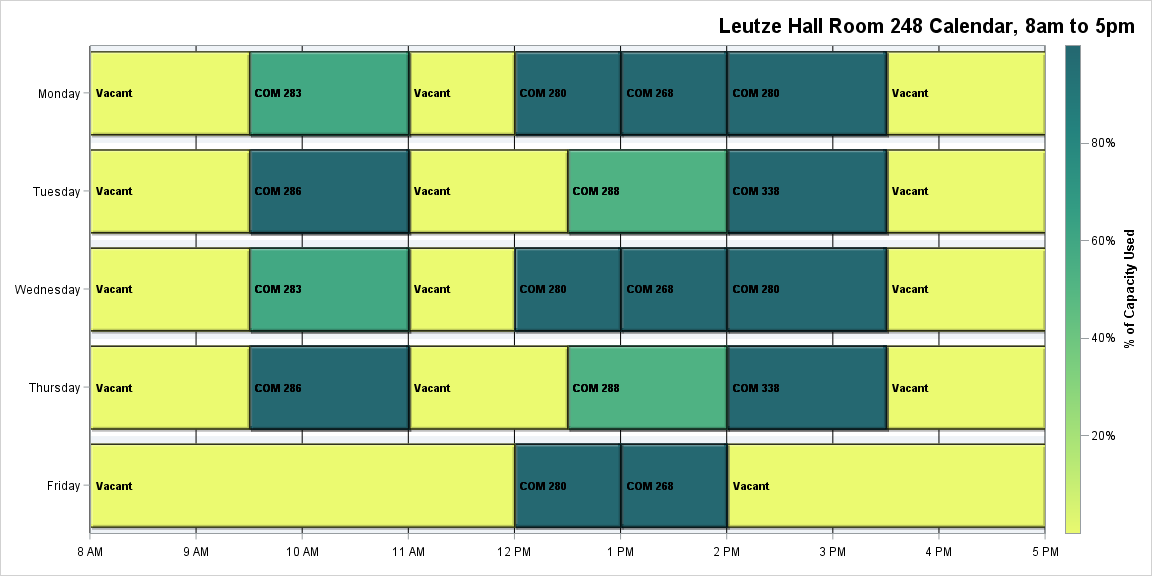 Leutze Hall Room 248 Calendar, 8am to 5pm
Monday Vacant COM 283 Vacant COM 280 COM 268 COM 280 Vacant
80%
Tuesday Vacant COM 286 Vacant COM 288 COM 338 Vacant
60%
Wednesday Vacant COM 283 Vacant COM 280 COM 268 COM 280 Vacant
% of Capacity Used
40%
Thursday Vacant COM 286 Vacant COM 288 COM 338 Vacant
20%
Friday Vacant COM 280 COM 268 Vacant
8 AM 9 AM 10 AM 11 AM 12 PM 1 PM 2 PM 3 PM 4 PM 5 PM